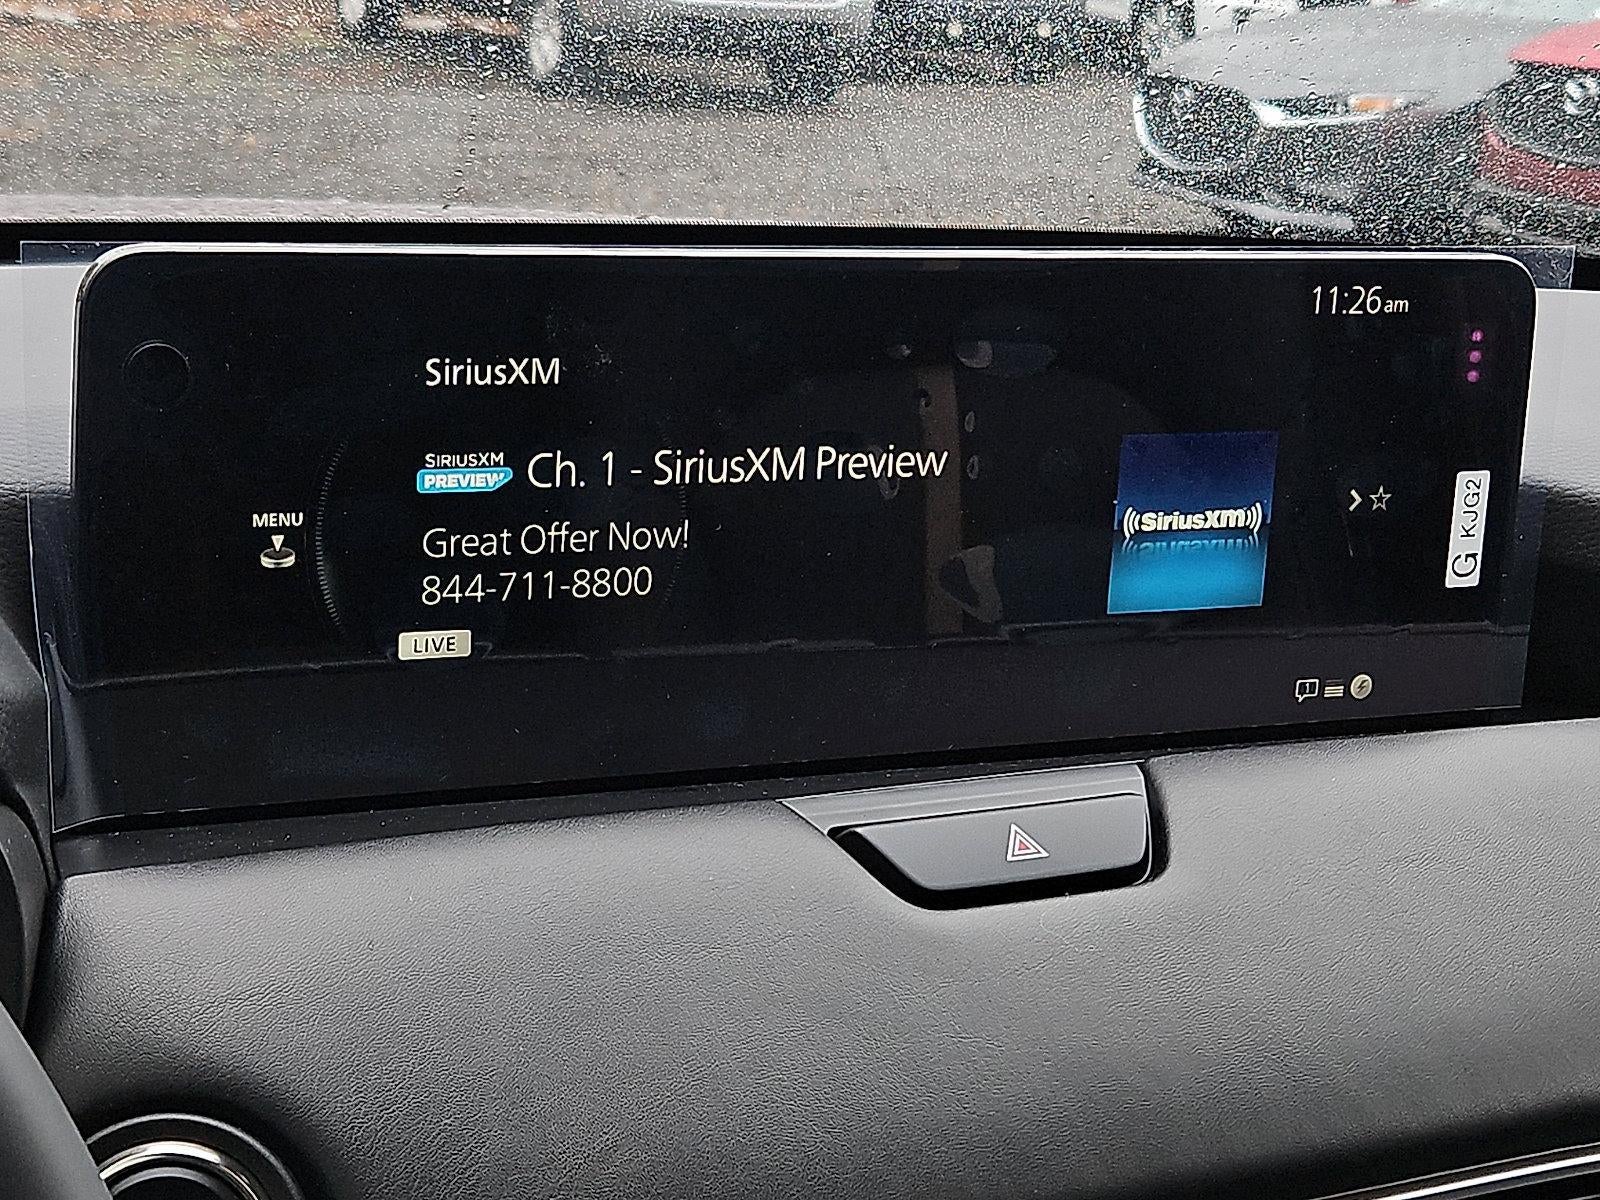 11:26am
SiriusXM
SIRIUSXM
PREVIEW
Ch. 1 - SiriusXM Preview
MENU
Great Offer Now!
844-711-8800
LIVE
((SiriusXm))
G KJG2
1